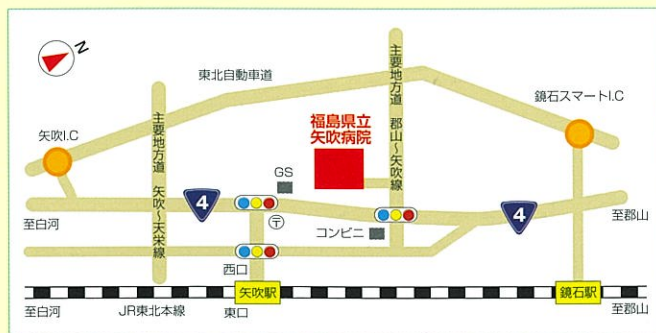 N
東北自動車道
主要地方道 郡山〜矢吹線
鏡石スマートI.C
矢吹I.C
主要地方道 矢吹〜天栄線
福島県立
矢吹病院
GS
4
至白河
〒
コンビニ
4
至郡山
西口
矢吹駅
鏡石駅
至白河
JR東北本線
東口
至郡山